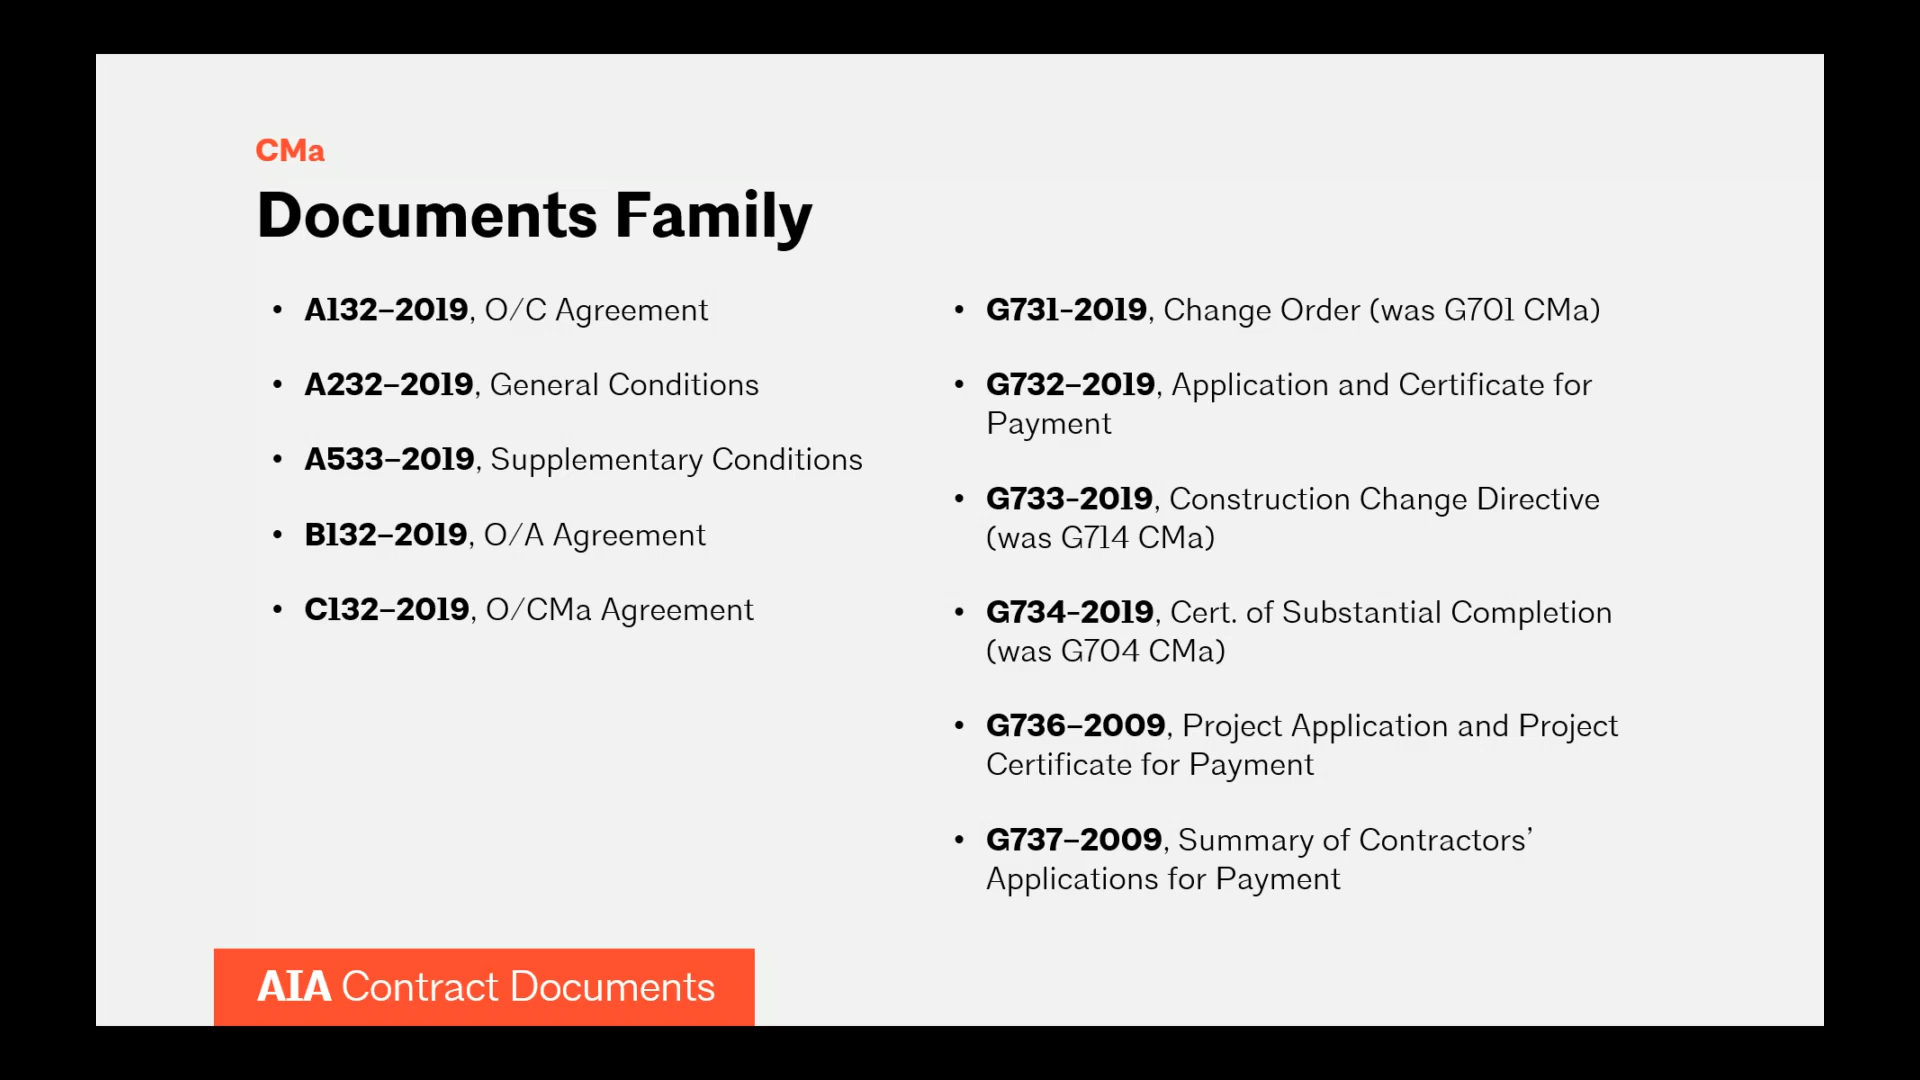 CMa
Documents Family
• A132–2019, O/C Agreement
• A232–2019, General Conditions
• A533–2019, Supplementary Conditions
• B132–2019, O/A Agreement
• C132–2019, O/CMa Agreement
• G731-2019, Change Order (was G701 CMa)
• G732–2019, Application and Certificate for
Payment
• G733-2019, Construction Change Directive
(was G714 CMa)
• G734-2019, Cert. of Substantial Completion
(was G704 CMa)
• G736–2009, Project Application and Project
Certificate for Payment
• G737–2009, Summary of Contractors’
Applications for Payment
AIA Contract Documents